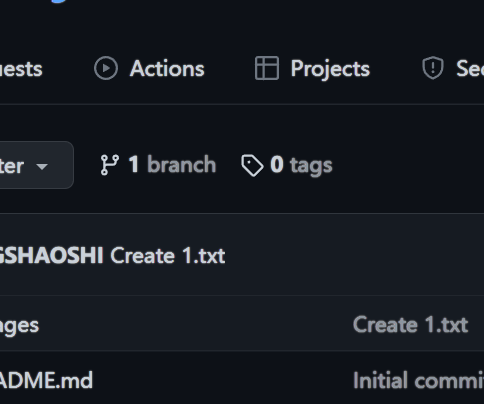 uests Actions Projects Sec
ter 1 branch 0 tags
GSHAOSHI Create 1.txt
ages Create 1.txt
ADME.md Initial commi